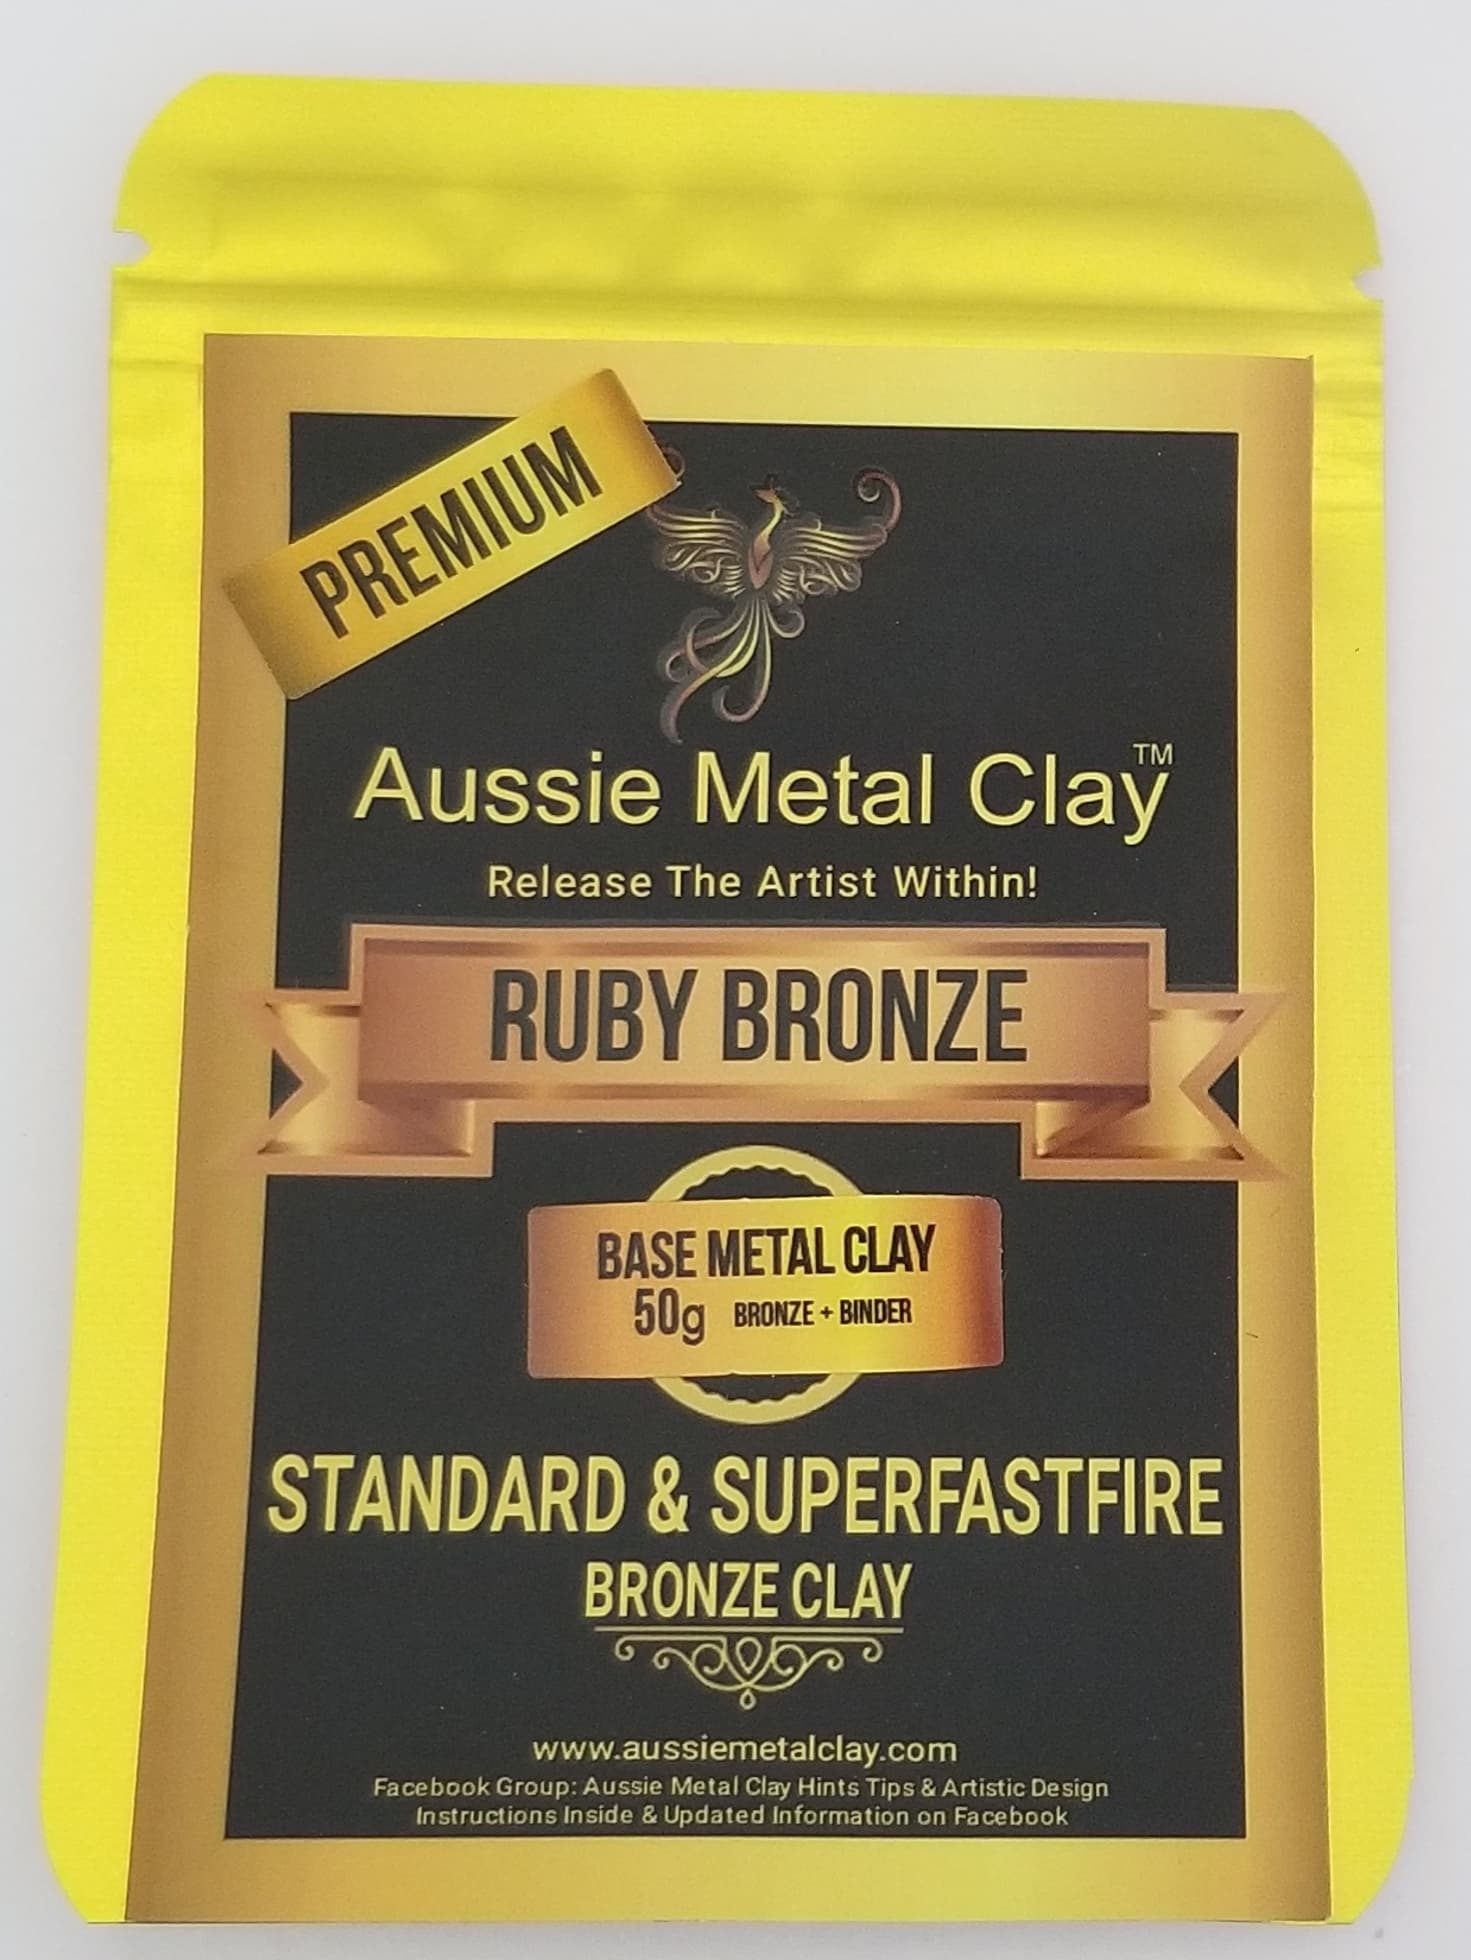 PREMIUM
Aussie Metal Clay™
Release The Artist Within!
RUBY BRONZE
BASE METAL CLAY
50g BRONZE + BINDER
STANDARD & SUPERFASTFIRE
BRONZE CLAY
www.aussiemetalclay.com
Facebook Group: Aussie Metal Clay Hints Tips & Artistic Design
Instructions Inside & Updated Information on Facebook